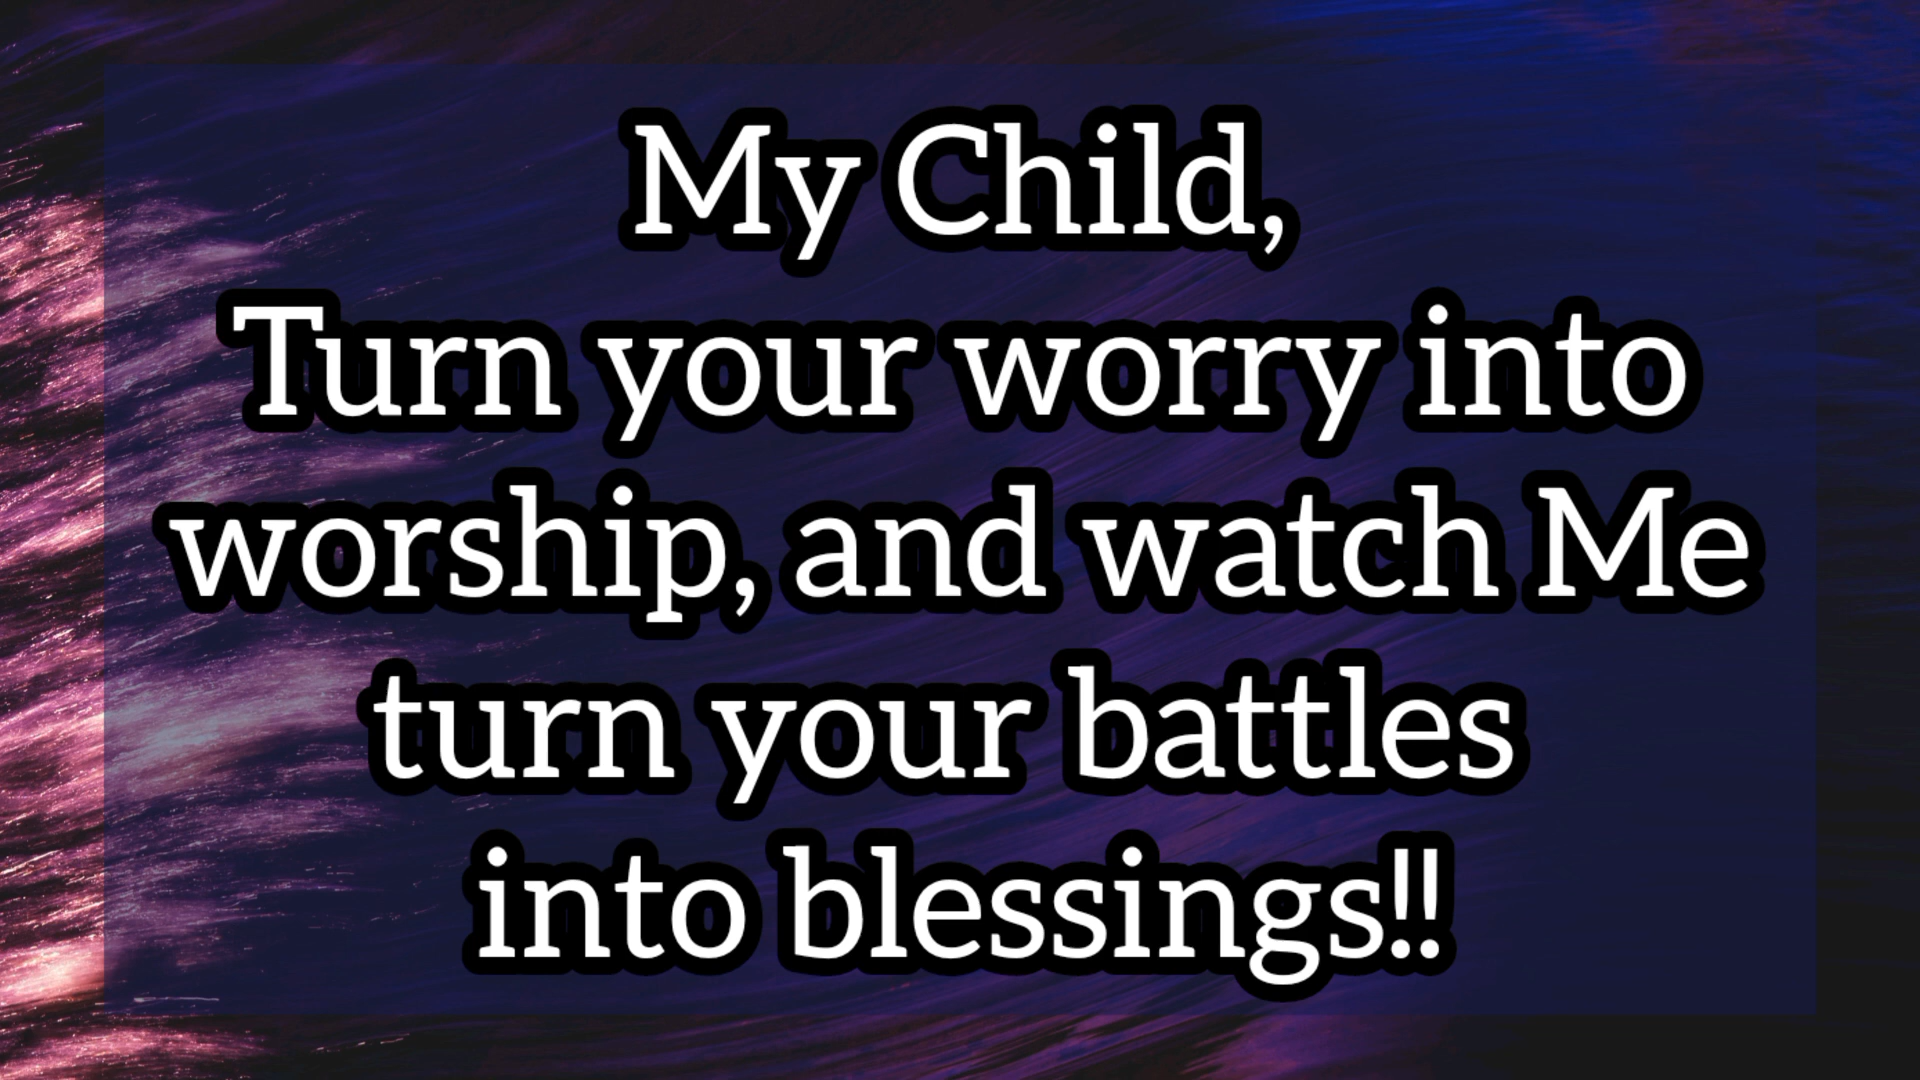 My Child,
Turn your worry into
worship, and watch Me
turn your battles
into blessings!!